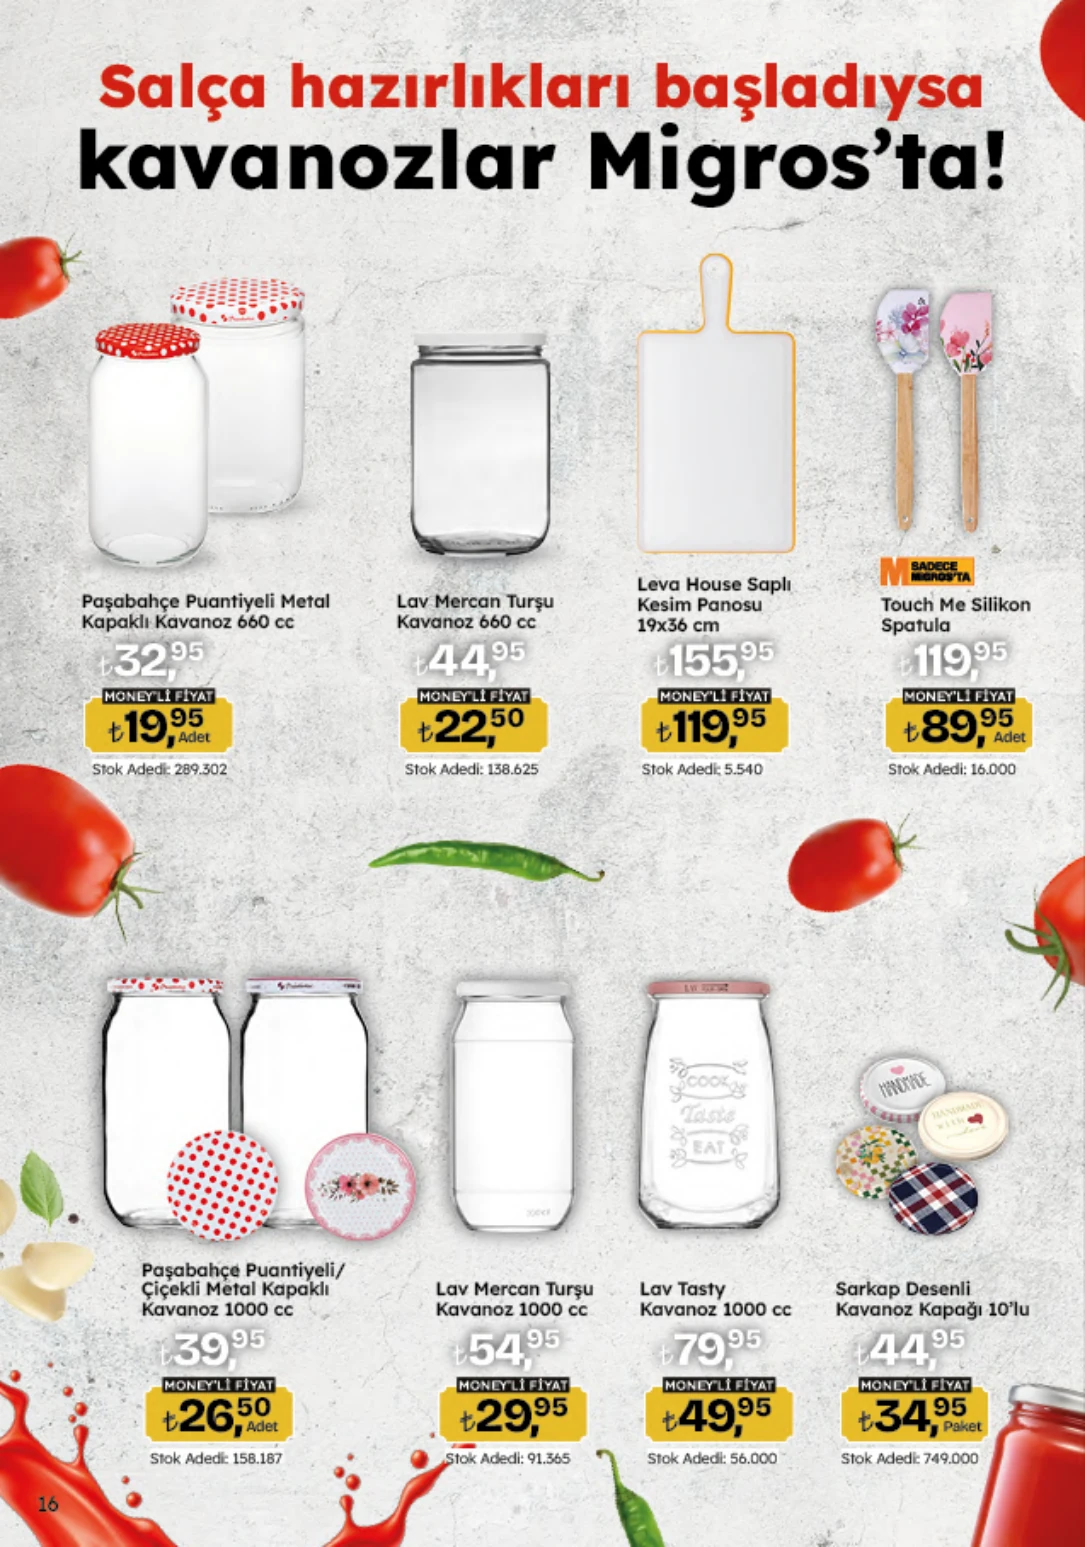 Salça hazırlıkları başladıysa
kavanozlar Migros'ta!
Paşabahçe Puantiyeli Metal
Kapaklı Kavanoz 660 cc
₺32,95
MONEY'Lİ FİYAT
₺19,95 Adet
Stok Adedi: 289.302
Lav Mercan Turşu
Kavanoz 660 cc
₺44,95
MONEY'Lİ FİYAT
₺22,50
Stok Adedi: 138.625
Leva House Saplı
Kesim Panosu
19x36 cm
₺155,95
MONEY'Lİ FİYAT
₺119,95
Stok Adedi: 5.540
M SADECE
MİGROS'TA
Touch Me Silikon
Spatula
₺119,95
MONEY'Lİ FİYAT
₺89,95 Adet
Stok Adedi: 16.000
LAV
COOK
Taste
EAT
HANDMADE
HANDMADE
WITH
Paşabahçe Puantiyeli/
Çiçekli Metal Kapaklı
Kavanoz 1000 cc
₺39,95
MONEY'Lİ FİYAT
₺26,50 Adet
Stok Adedi: 158.187
Lav Mercan Turşu
Kavanoz 1000 cc
₺54,95
MONEY'Lİ FİYAT
₺29,95
Stok Adedi: 91.365
Lav Tasty
Kavanoz 1000 cc
₺79,95
MONEY'Lİ FİYAT
₺49,95
Stok Adedi: 56.000
Sarkap Desenli
Kavanoz Kapağı 10'lu
₺44,95
MONEY'Lİ FİYAT
₺34,95 Paket
Stok Adedi: 749.000
16